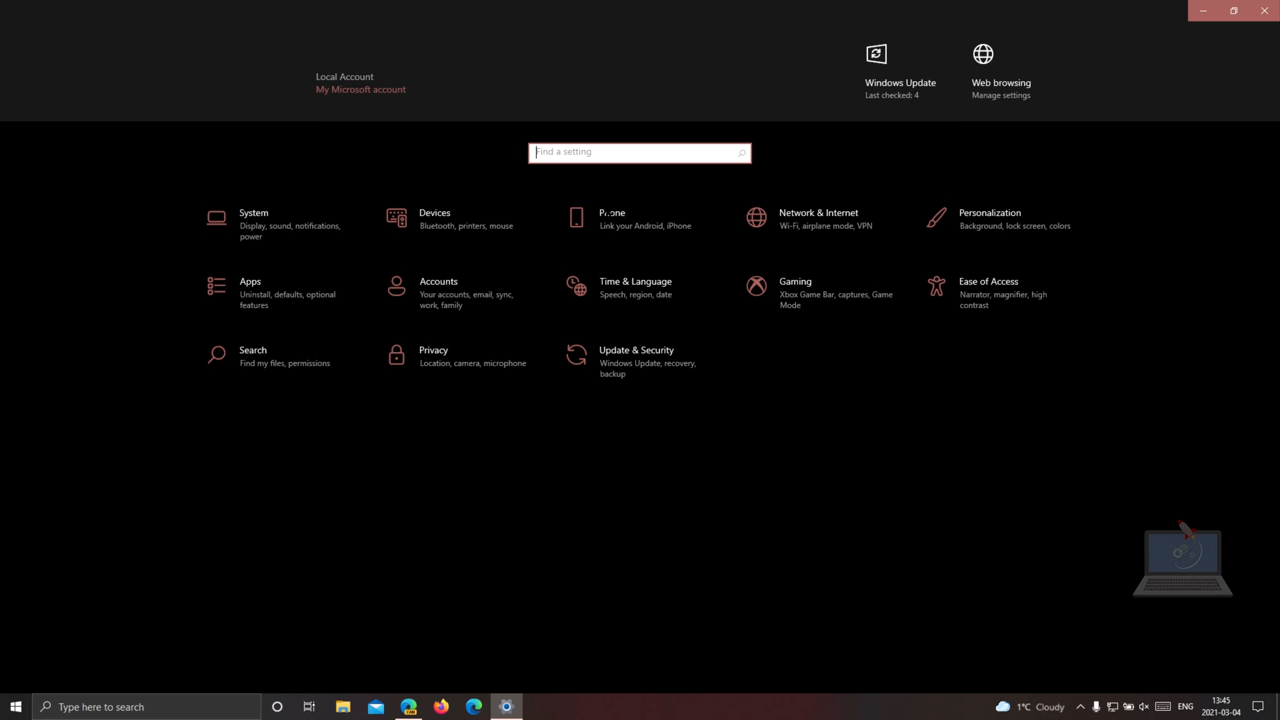 Local Account
My Microsoft account
Windows Update
Last checked: 4
Web browsing
Manage settings
Find a setting
System
Display, sound, notifications,
power
Devices
Bluetooth, printers, mouse
Phone
Link your Android, iPhone
Network & Internet
Wi-Fi, airplane mode, VPN
Personalization
Background, lock screen, colors
Apps
Uninstall, defaults, optional
features
Accounts
Your accounts, email, sync,
work, family
Time & Language
Speech, region, date
Gaming
Xbox Game Bar, captures, Game
Mode
Ease of Access
Narrator, magnifier, high
contrast
Search
Find my files, permissions
Privacy
Location, camera, microphone
Update & Security
Windows Update, recovery,
backup
Type here to search
CAN
1°C Cloudy
ENG
13:45
2021-03-04